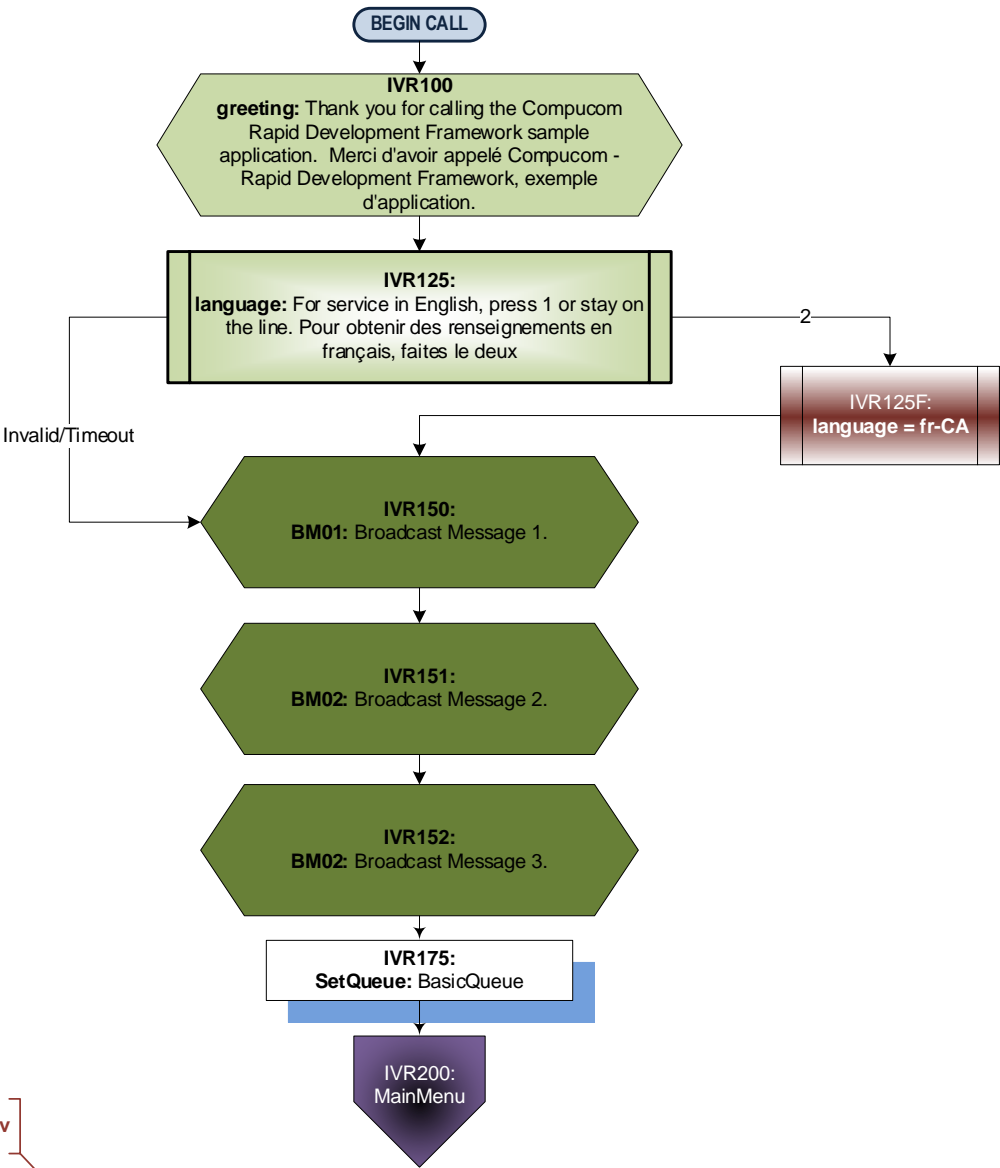 BEGIN CALL
IVR100
greeting: Thank you for calling the Compucom
Rapid Development Framework sample
application.  Merci d'avoir appelé Compucom -
Rapid Development Framework, exemple
d'application.
IVR125:
language: For service in English, press 1 or stay on
the line. Pour obtenir des renseignements en
français, faites le deux
2
IVR125F:
language = fr-CA
Invalid/Timeout
IVR150:
BM01: Broadcast Message 1.
IVR151:
BM02: Broadcast Message 2.
IVR152:
BM02: Broadcast Message 3.
IVR175:
SetQueue: BasicQueue
IVR200:
MainMenu
v